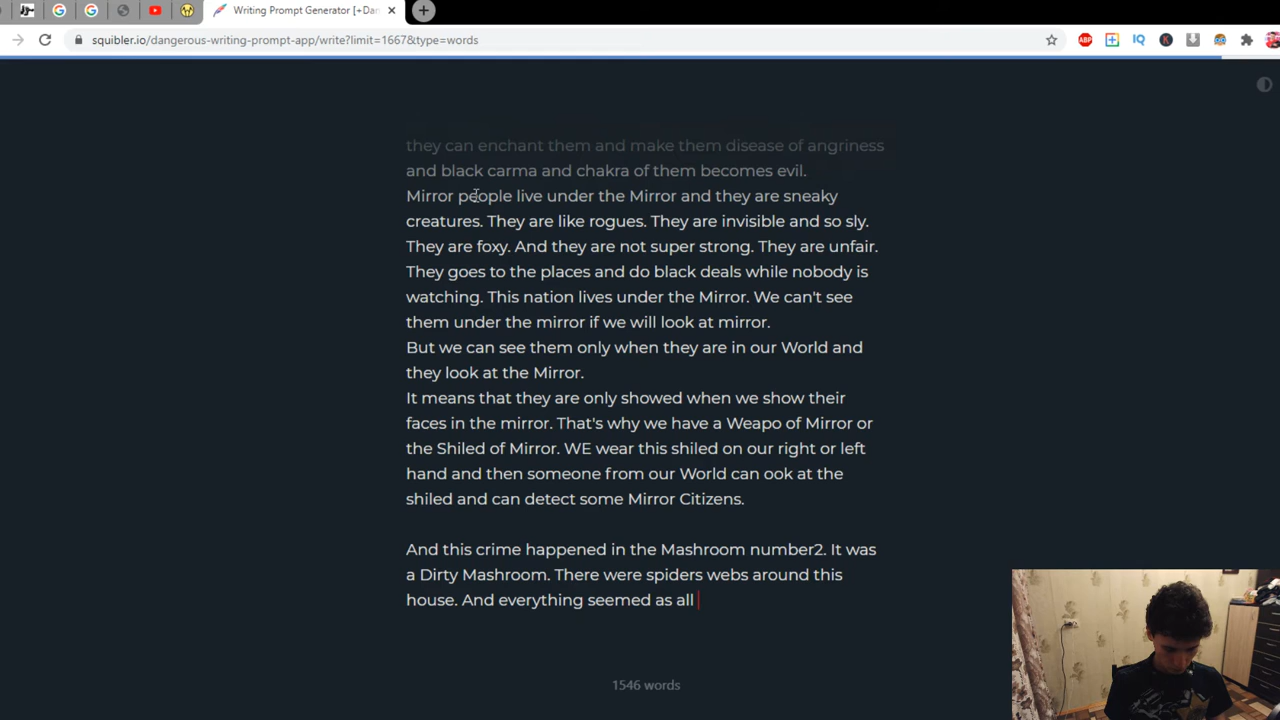 Writing Prompt Generator [+Dan
squibler.io/dangerous-writing-prompt-app/write?limit=1667&type=words
ABP
IQ
K
they can enchant them and make them disease of angriness
and black carma and chakra of them becomes evil.
Mirror people live under the Mirror and they are sneaky
creatures. They are like rogues. They are invisible and so sly.
They are foxy. And they are not super strong. They are unfair.
They goes to the places and do black deals while nobody is
watching. This nation lives under the Mirror. We can't see
them under the mirror if we will look at mirror.
But we can see them only when they are in our World and
they look at the Mirror.
It means that they are only showed when we show their
faces in the mirror. That's why we have a Weapo of Mirror or
the Shiled of Mirror. WE wear this shiled on our right or left
hand and then someone from our World can ook at the
shiled and can detect some Mirror Citizens.
And this crime happened in the Mashroom number2. It was
a Dirty Mashroom. There were spiders webs around this
house. And everything seemed as all
1546 words